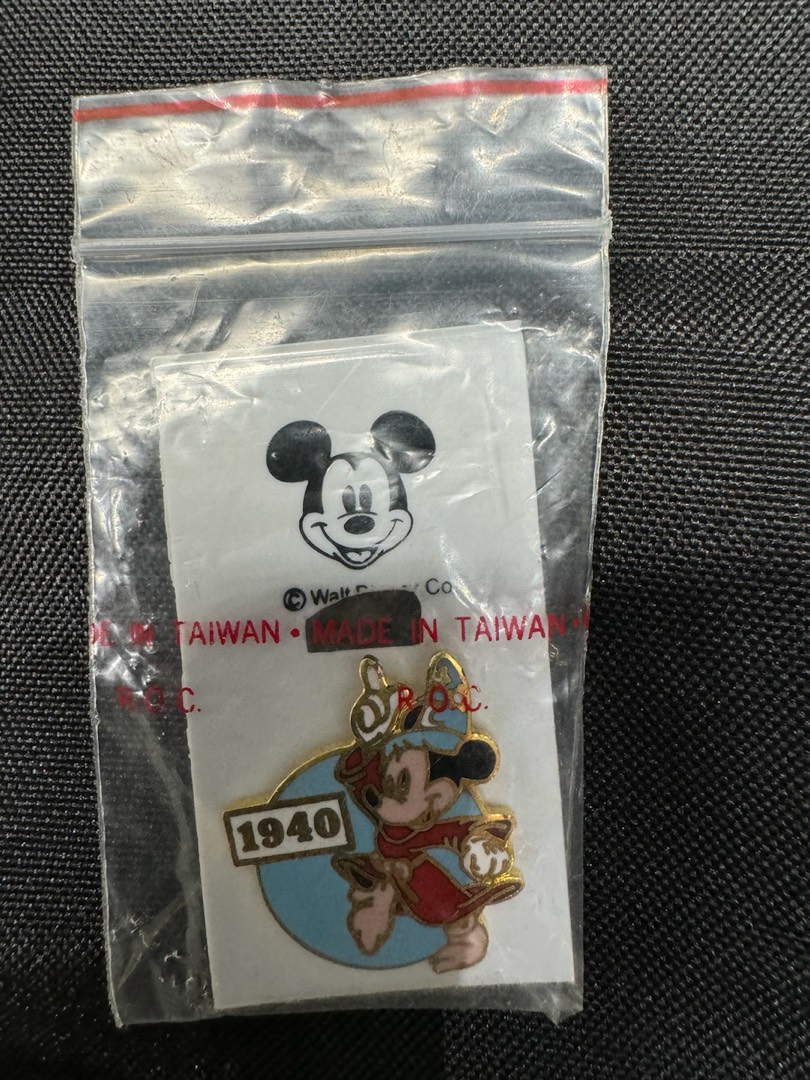 © Walt Disney Co
DE IN TAIWAN • MADE IN TAIWAN •
R.O.C. R.O.C.
1940